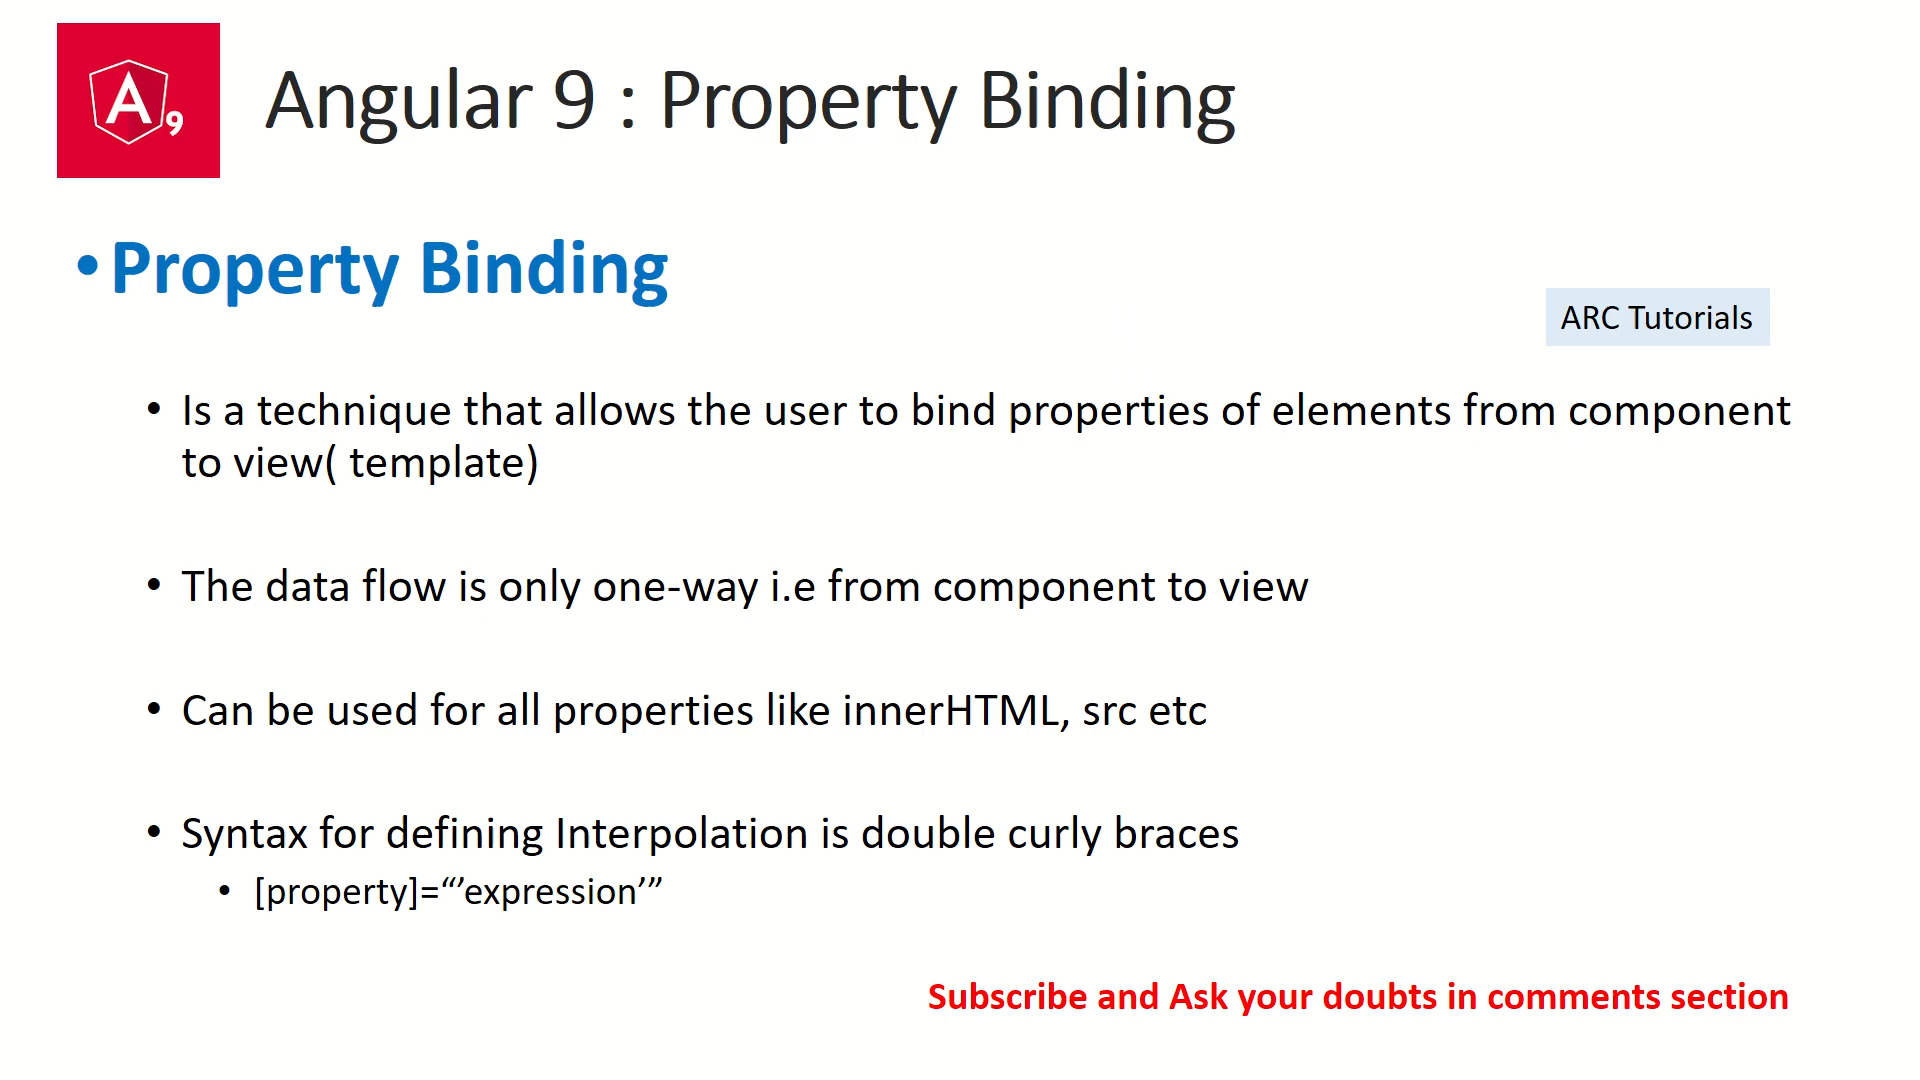 A9
Angular 9 : Property Binding
•Property Binding
ARC Tutorials
• Is a technique that allows the user to bind properties of elements from component
to view( template)
• The data flow is only one-way i.e from component to view
• Can be used for all properties like innerHTML, src etc
• Syntax for defining Interpolation is double curly braces
• [property]=“’expression’”
Subscribe and Ask your doubts in comments section